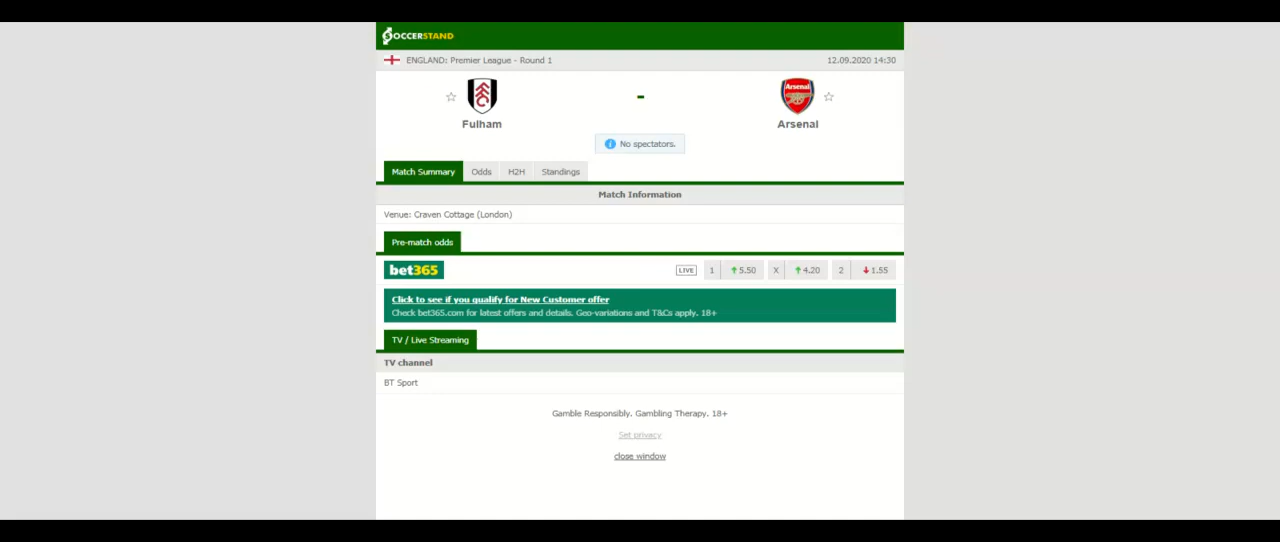 SOCCERSTAND
ENGLAND: Premier League - Round 1 12.09.2020 14:30
Arsenal
-
Fulham Arsenal
No spectators.
Match Summary Odds H2H Standings
Match Information
Venue: Craven Cottage (London)
Pre-match odds
bet365 LIVE 1 5.50 X 4.20 2 1.55
Click to see if you qualify for New Customer offer
Check bet365.com for latest offers and details. Geo-variations and T&Cs apply. 18+
TV / Live Streaming
TV channel
BT Sport
Gamble Responsibly. Gambling Therapy. 18+
Set privacy
close window